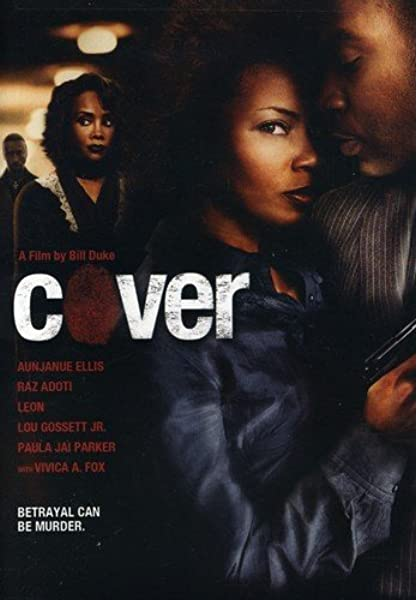 A Film by Bill Duke
cover
AUNJANUE ELLIS
RAZ ADOTI
LEON
LOU GOSSETT JR.
PAULA JAI PARKER
WITH VIVICA A. FOX
BETRAYAL CAN
BE MURDER.